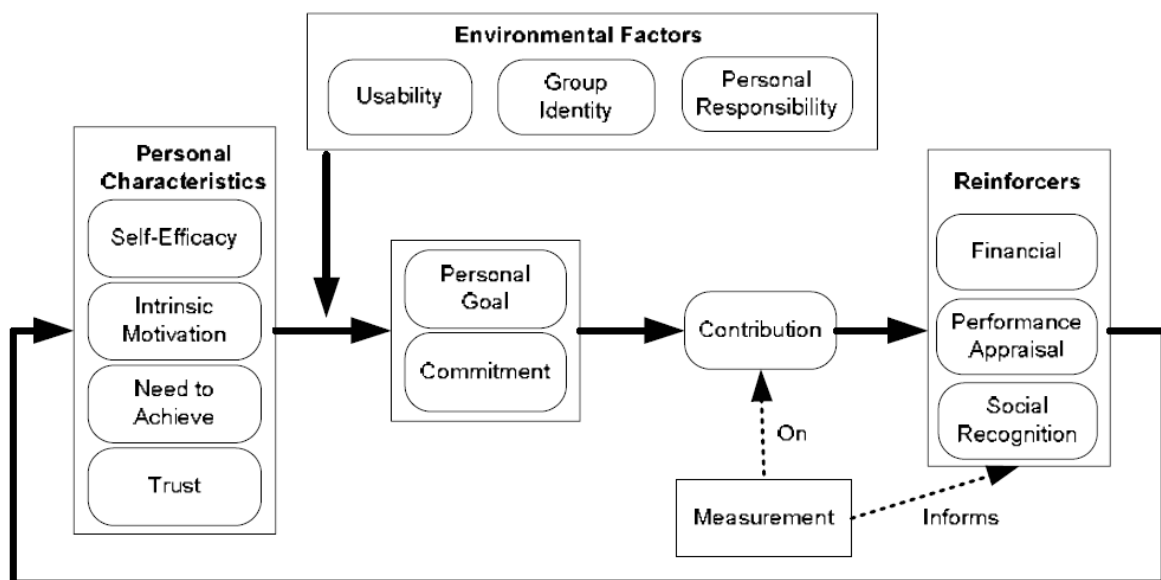 Environmental Factors
Usability
Group
Identity
Personal
Responsibility
Personal
Characteristics
Self-Efficacy
Intrinsic
Motivation
Need to
Achieve
Trust
Personal
Goal
Commitment
Contribution
Reinforcers
Financial
Performance
Appraisal
Social
Recognition
On
Measurement
Informs